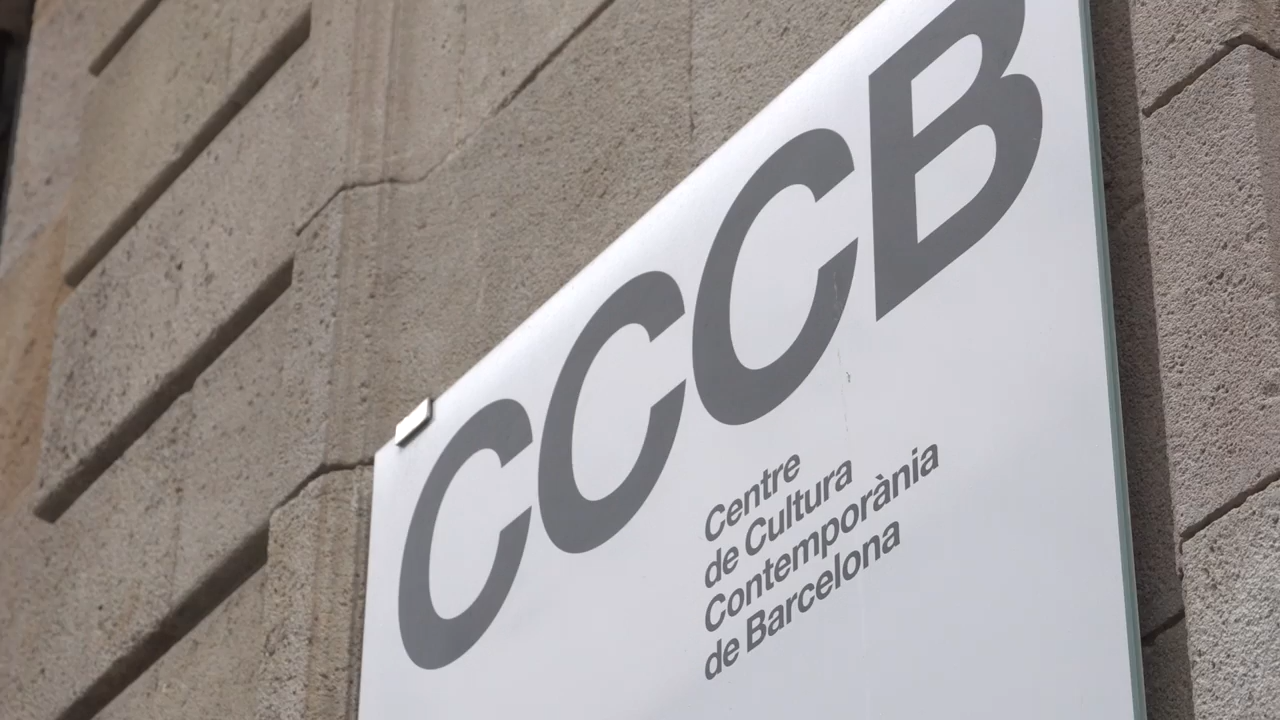 CCCB
Centre
de Cultura
Contemporània
de Barcelona